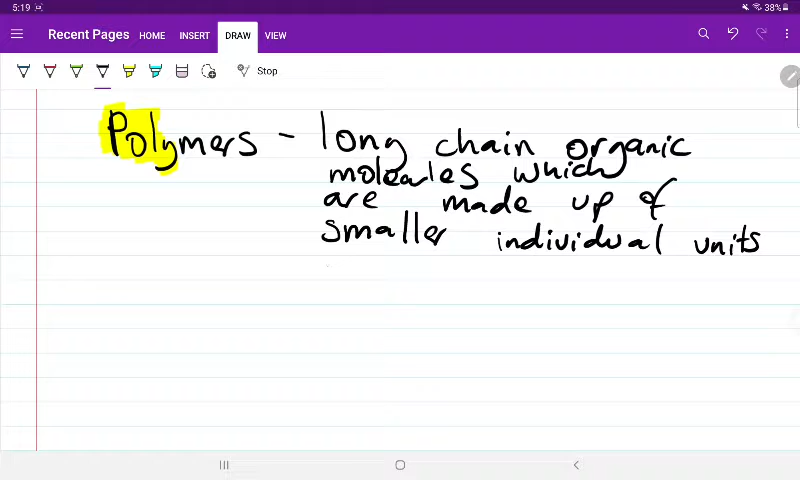 5:19
38%
Recent Pages HOME INSERT DRAW VIEW
Stop
Polymers - long chain organic
molecules which
are made up of
smaller individual units